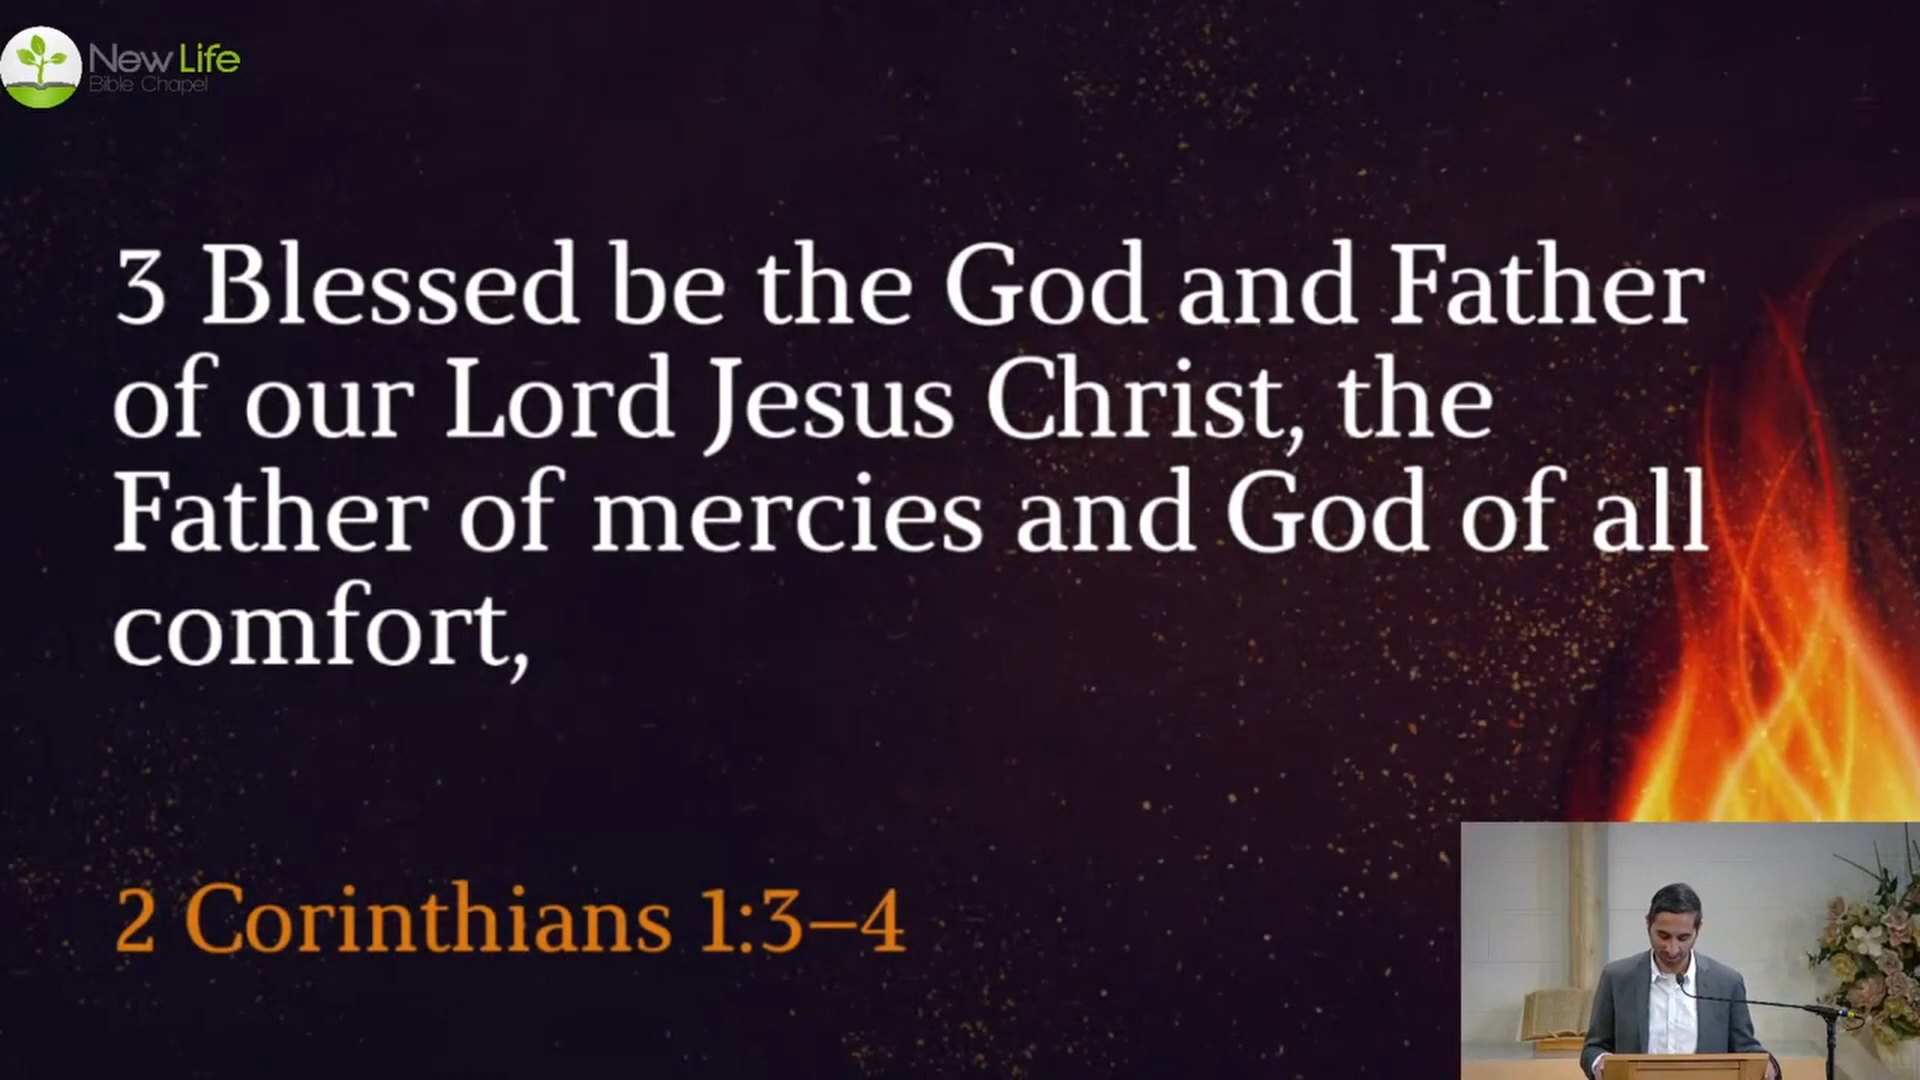 New Life
Bible Chapel
3 Blessed be the God and Father
of our Lord Jesus Christ, the
Father of mercies and God of all
comfort,
2 Corinthians 1:3–4